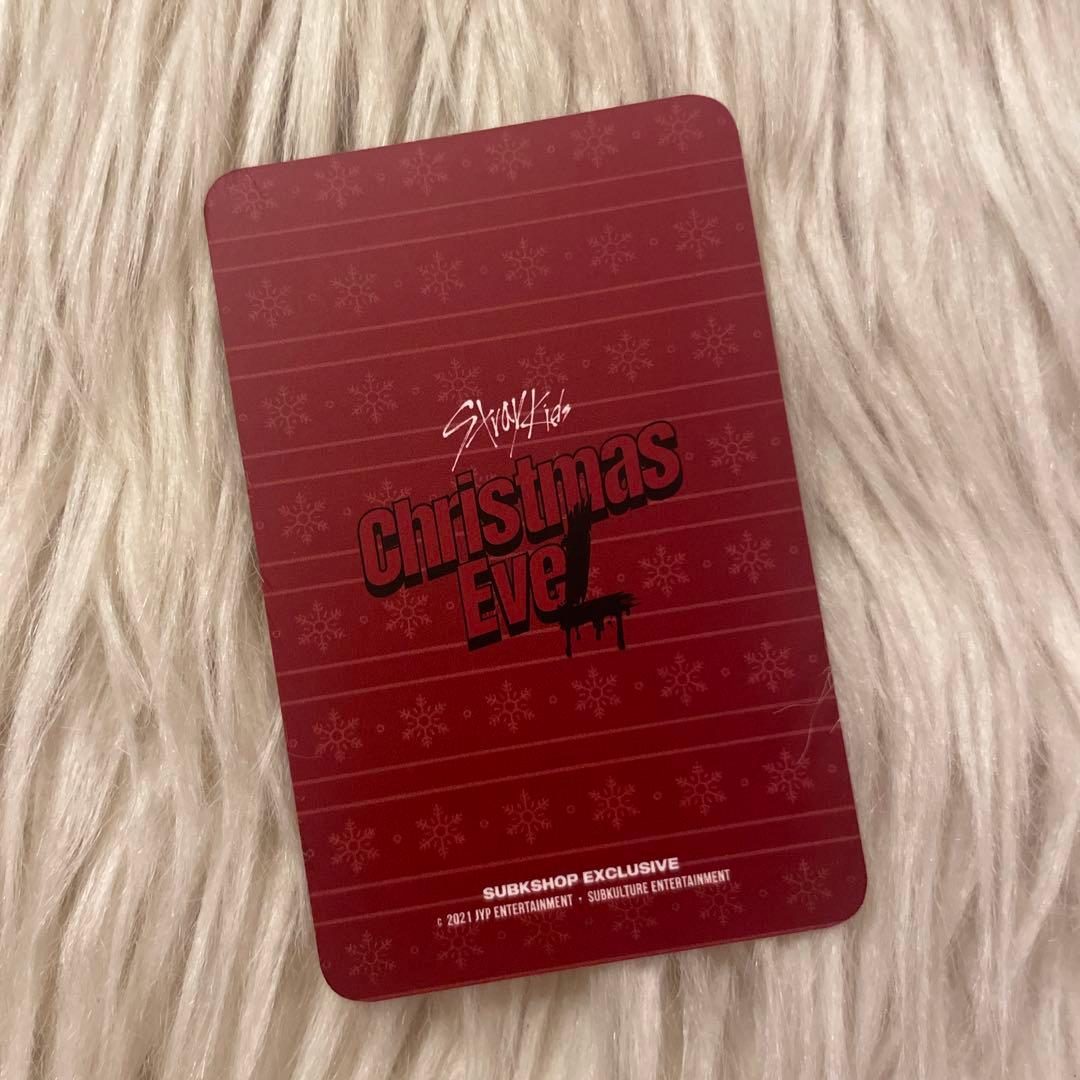 Stray Kids
Christmas
EveL
SUBKSHOP EXCLUSIVE
c 2021 JYP ENTERTAINMENT · SUBKULTURE ENTERTAINMENT